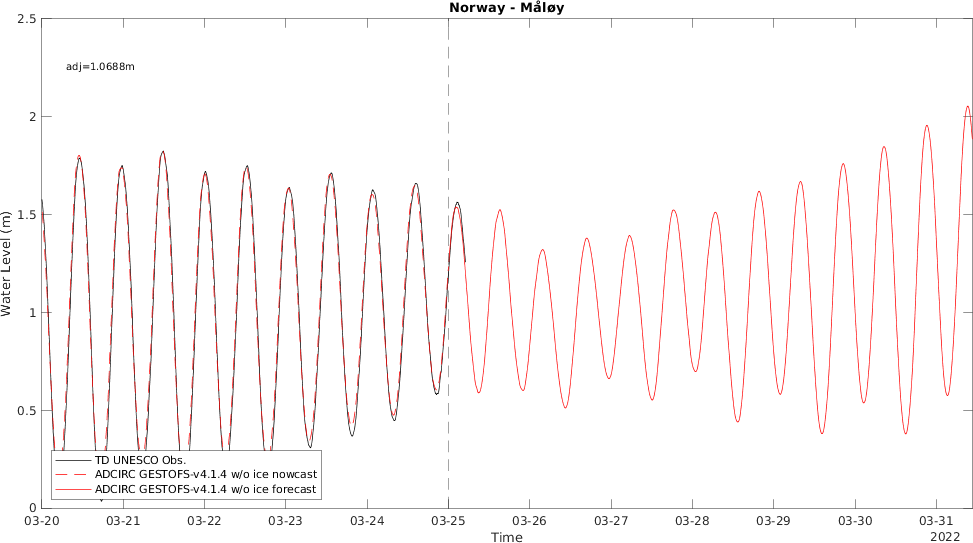 Norway - Måløy
2.5
2
1.5
1
0.5
0
Water Level (m)
adj=1.0688m
TD UNESCO Obs.
ADCIRC GESTOFS-v4.1.4 w/o ice nowcast
ADCIRC GESTOFS-v4.1.4 w/o ice forecast
03-20 03-21 03-22 03-23 03-24 03-25 03-26 03-27 03-28 03-29 03-30 03-31
Time
2022